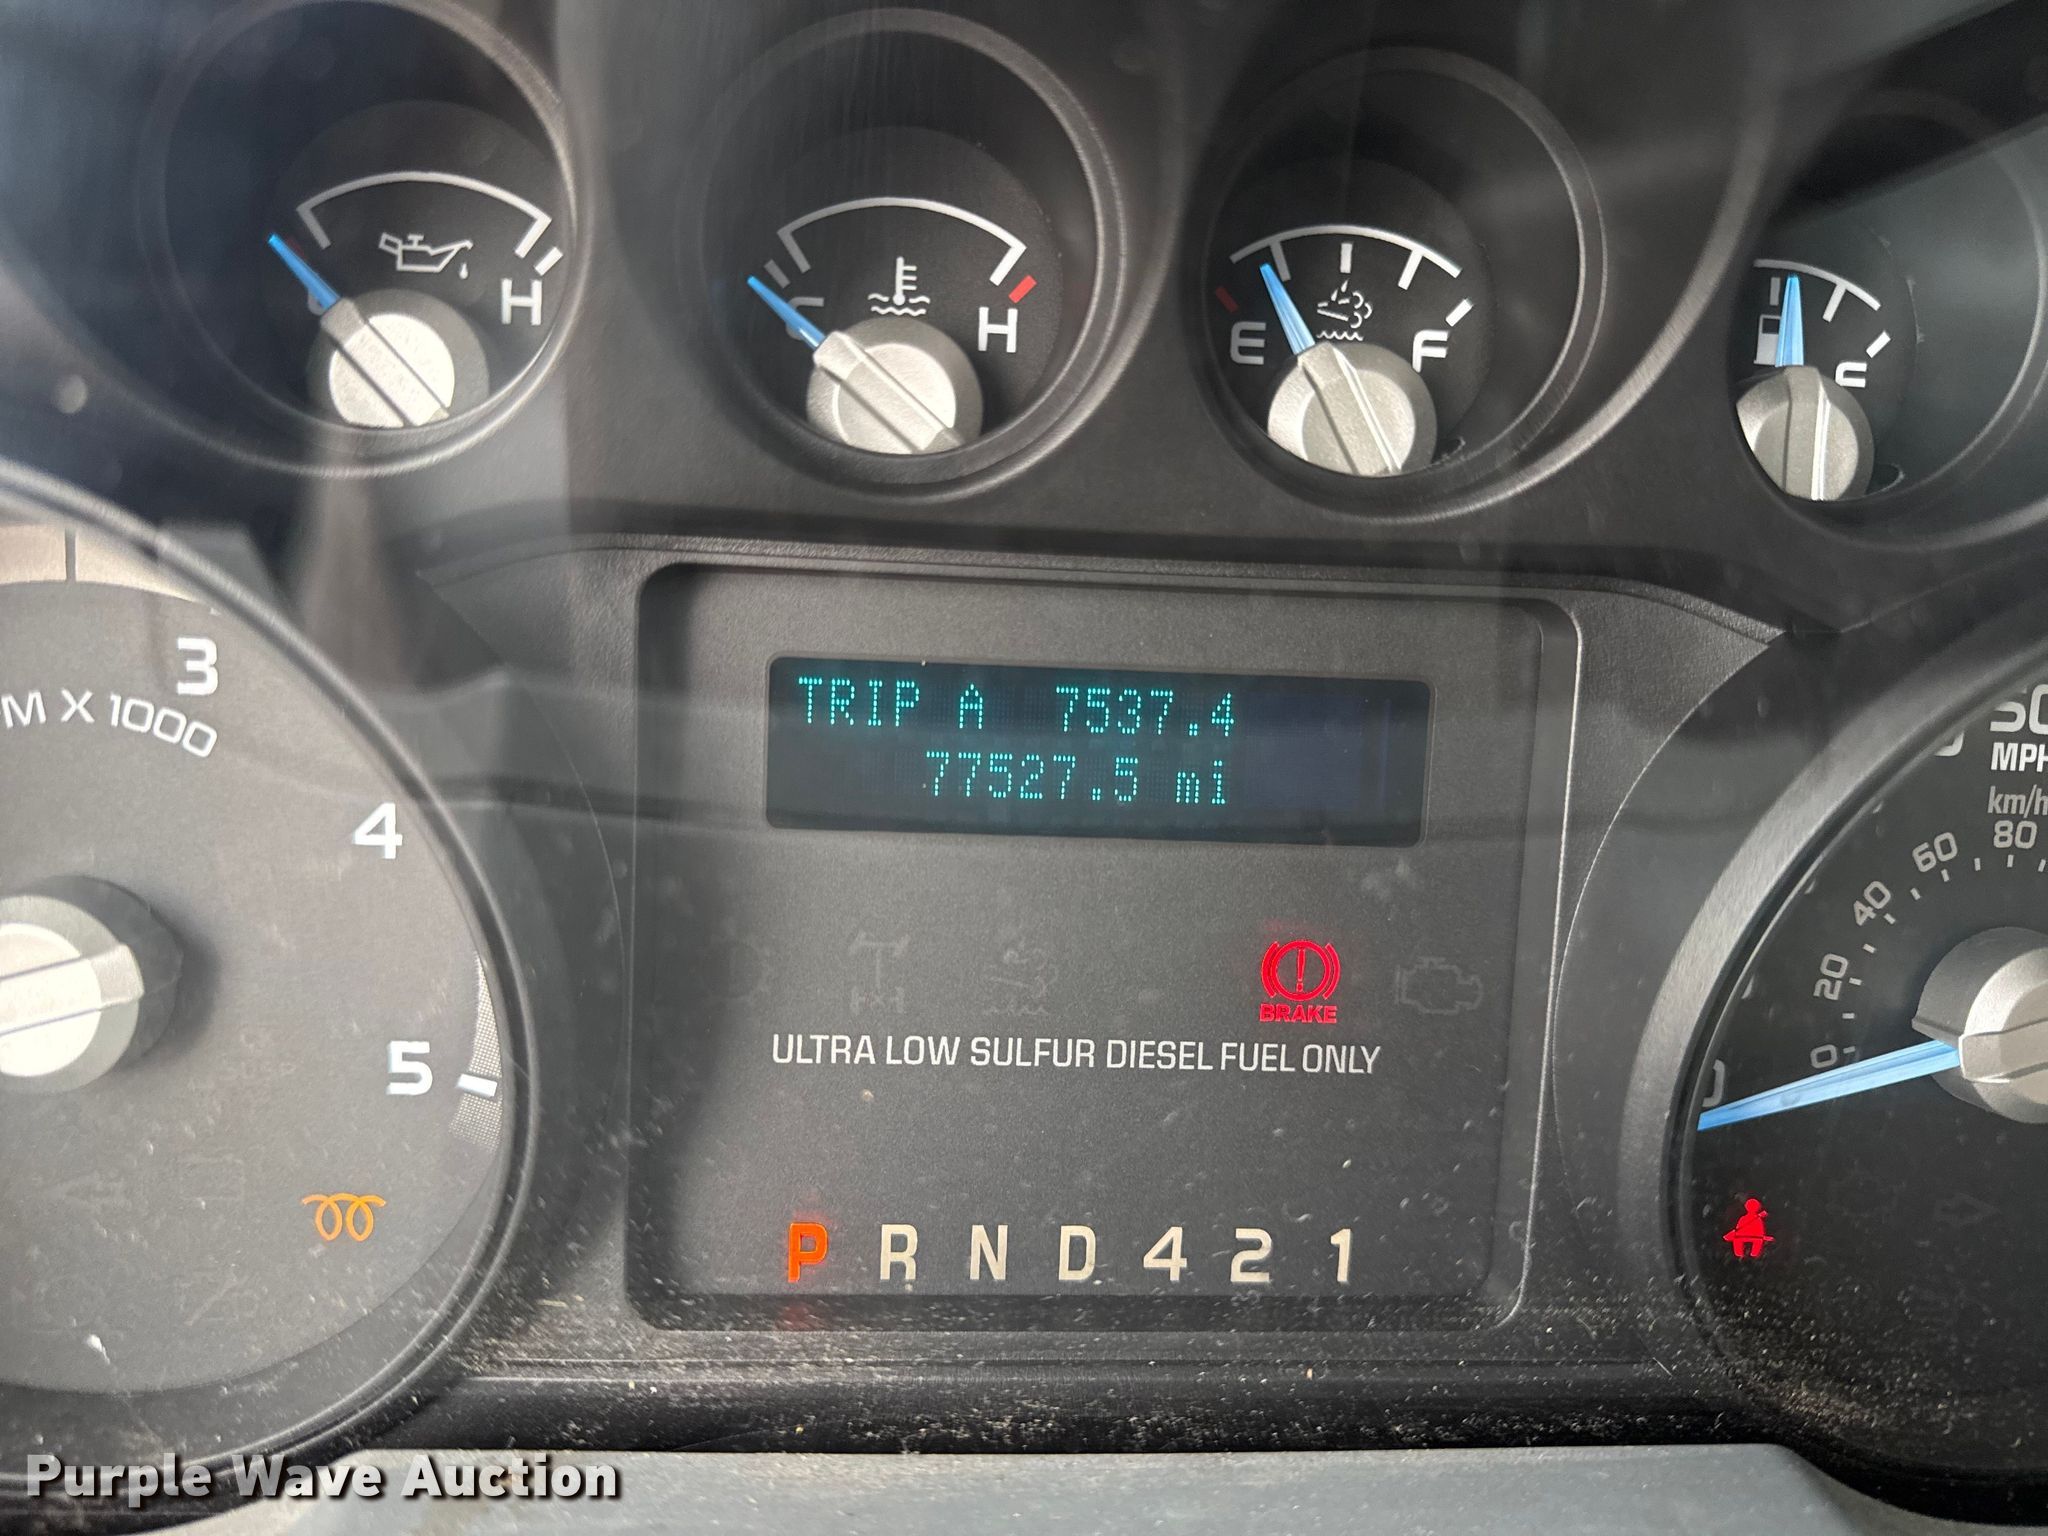 H
H
E F
3
X 1000
4
5
TRIP A 7537.4
77527.5 mi
MPH
km/h
80
60
40
20
0
BRAKE
ULTRA LOW SULFUR DIESEL FUEL ONLY
P R N D 4 2 1
Purple Wave Auction